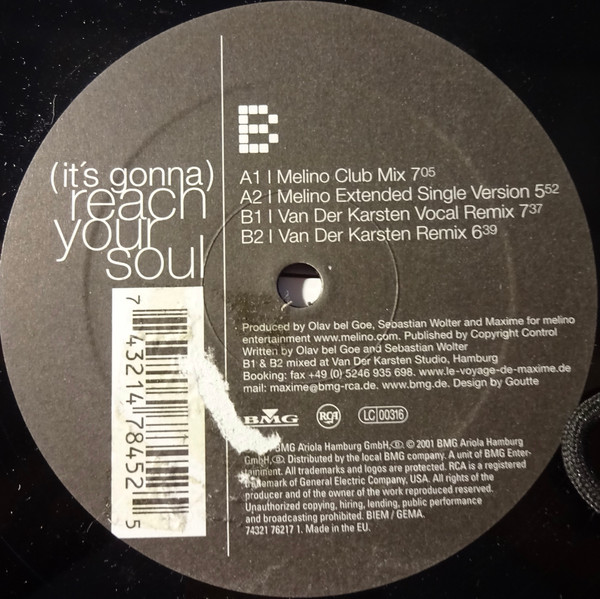 (it´s gonna)
reach
your
soul
B
A1 I Melino Club Mix 7 05
A2 I Melino Extended Single Version 5 52
B1 I Van Der Karsten Vocal Remix 7 37
B2 I Van Der Karsten Remix 6 39
7 43214 78452 5
Produced by Olav bel Goe, Sebastian Wolter and Maxime for melino
entertainment www.melino.com. Published by Copyright Control
Written by Olav bel Goe and Sebastian Wolter
B1 & B2 mixed at Van Der Karsten Studio, Hamburg
Booking: fax +49 (0) 5246 935 698. www.le-voyage-de-maxime.de
mail: maxime@bmg-rca.de. www.bmg.de. Design by Goutte
BMG RCA LC 00316
BMG Ariola Hamburg GmbH, ℗ © 2001 BMG Ariola Hamburg
GmbH, Distributed by the local BMG company. A unit of BMG Enter-
tainment. All trademarks and logos are protected. RCA is a registered
trademark of General Electric Company, USA. All rights of the
producer and of the owner of the work reproduced reserved.
Unauthorized copying, hiring, lending, public performance
and broadcasting prohibited. BIEM / GEMA.
74321 76217 1. Made in the EU.